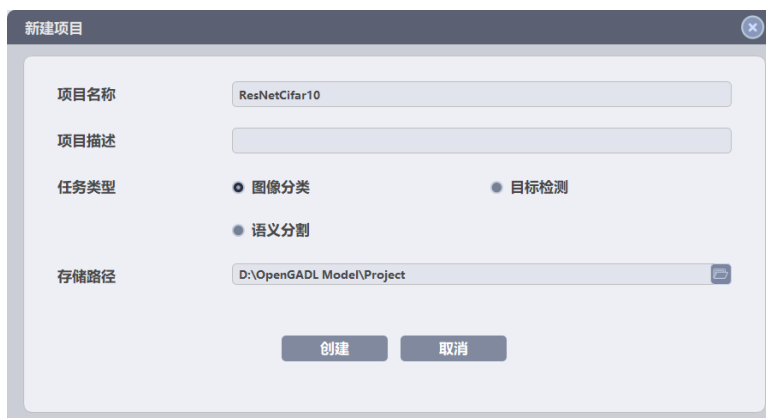 新建项目
项目名称 ResNetCifar10
项目描述
任务类型 图像分类 目标检测
语义分割
存储路径 D:\OpenGADL Model\Project
创建 取消